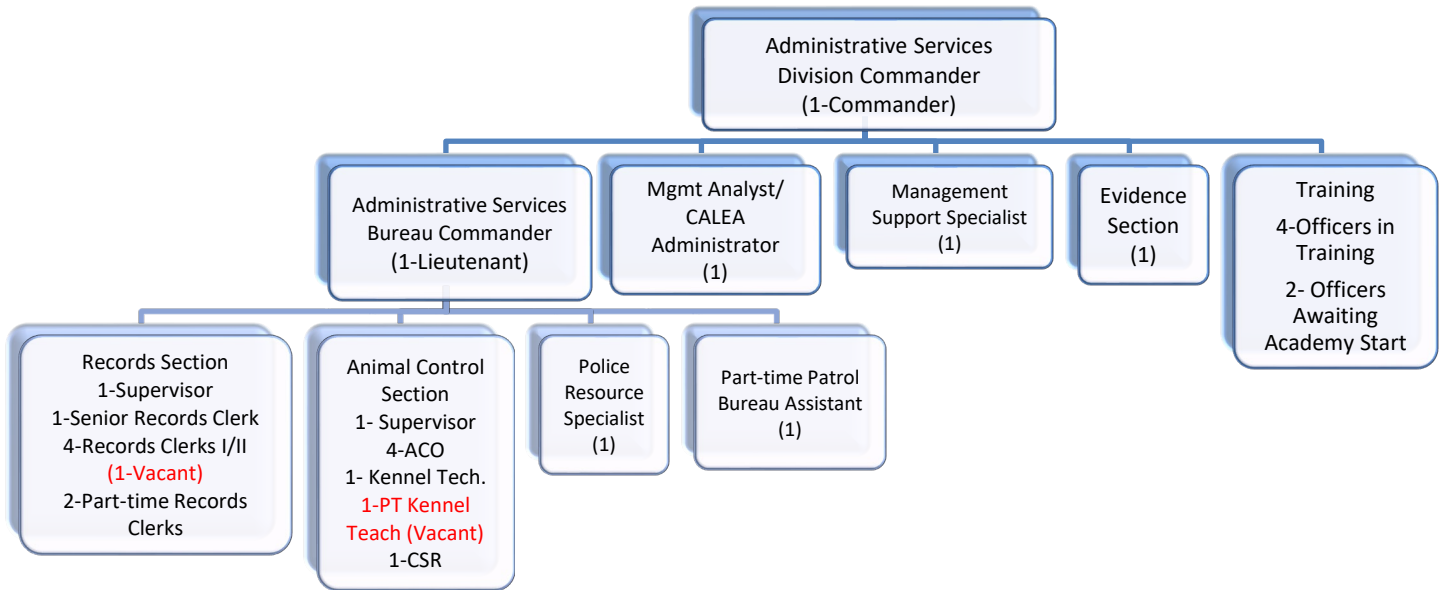 Administrative Services
Division Commander
(1-Commander)
Administrative Services
Bureau Commander
(1-Lieutenant)
Mgmt Analyst/
CALEA
Administrator
(1)
Management
Support Specialist
(1)
Evidence
Section
(1)
Training
4-Officers in
Training
2- Officers
Awaiting
Academy Start
Records Section
1-Supervisor
1-Senior Records Clerk
4-Records Clerks I/II
(1-Vacant)
2-Part-time Records
Clerks
Animal Control
Section
1- Supervisor
4-ACO
1- Kennel Tech.
1-PT Kennel
Teach (Vacant)
1-CSR
Police
Resource
Specialist
(1)
Part-time Patrol
Bureau Assistant
(1)